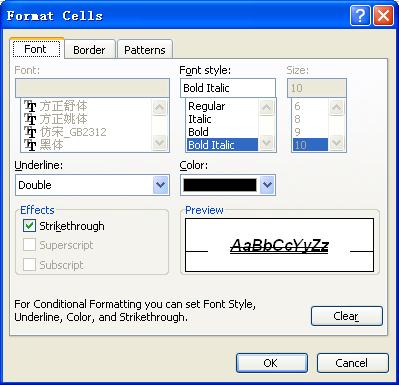 Format Cells
Font Border Patterns
Font: Font style: Size:
Bold Italic 10
方正舒体 Regular 6
方正姚体 Italic 8
仿宋_GB2312 Bold 9
黑体 Bold Italic 10
Underline: Color:
Double
Effects Preview
Strikethrough
Superscript AaBbCcYyZz
Subscript
For Conditional Formatting you can set Font Style,
Underline, Color, and Strikethrough.
Clear
OK Cancel